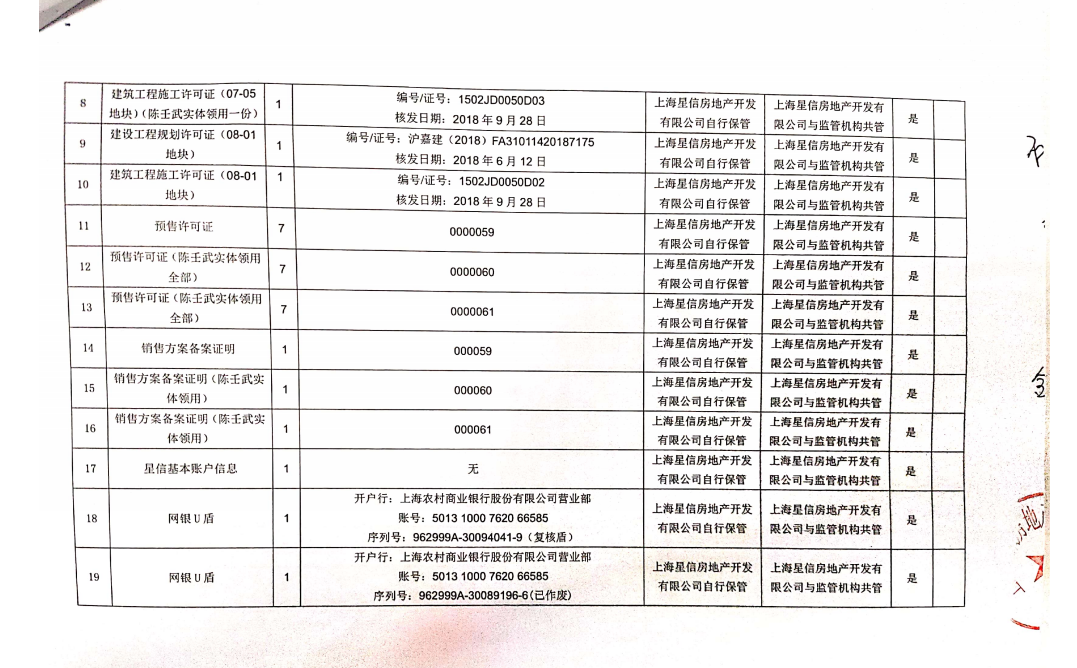 8 建筑工程施工许可证（07-05 1 编号/证号：1502JD0050D03 上海星信房地产开发 上海星信房地产开发有 是
地块）（陈壬武实体领用一份） 核发日期：2018 年 9 月 28 日 有限公司自行保管 限公司与监管机构共管
9 建设工程规划许可证（08-01 1 编号/证号：沪嘉建（2018）FA31011420187175 上海星信房地产开发 上海星信房地产开发有 是
地块） 核发日期：2018 年 6 月 12 日 有限公司自行保管 限公司与监管机构共管
10 建筑工程施工许可证（08-01 1 编号/证号：1502JD0050D02 上海星信房地产开发 上海星信房地产开发有 是
地块） 核发日期：2018 年 9 月 28 日 有限公司自行保管 限公司与监管机构共管
11 预售许可证 7 0000059 上海星信房地产开发 上海星信房地产开发有 是
有限公司自行保管 限公司与监管机构共管
12 预售许可证（陈壬武实体领用 7 0000060 上海星信房地产开发 上海星信房地产开发有 是
全部） 有限公司自行保管 限公司与监管机构共管
13 预售许可证（陈壬武实体领用 7 0000061 上海星信房地产开发 上海星信房地产开发有 是
全部） 有限公司自行保管 限公司与监管机构共管
14 销售方案备案证明 1 000059 上海星信房地产开发 上海星信房地产开发有 是
有限公司自行保管 限公司与监管机构共管
15 销售方案备案证明（陈壬武实 1 000060 上海星信房地产开发 上海星信房地产开发有 是
体领用） 有限公司自行保管 限公司与监管机构共管
16 销售方案备案证明（陈壬武实 1 000061 上海星信房地产开发 上海星信房地产开发有 是
体领用） 有限公司自行保管 限公司与监管机构共管
17 星信基本账户信息 1 无 上海星信房地产开发 上海星信房地产开发有 是
有限公司自行保管 限公司与监管机构共管
18 网银 U 盾 1 开户行：上海农村商业银行股份有限公司营业部 上海星信房地产开发 上海星信房地产开发有 是
账号：5013 1000 7620 66585 有限公司自行保管 限公司与监管机构共管
序列号：962999A-30094041-9（复核盾）
19 网银 U 盾 1 开户行：上海农村商业银行股份有限公司营业部 上海星信房地产开发 上海星信房地产开发有 是
账号：5013 1000 7620 66585 有限公司自行保管 限公司与监管机构共管
序列号：962999A-30089196-6(已作废)